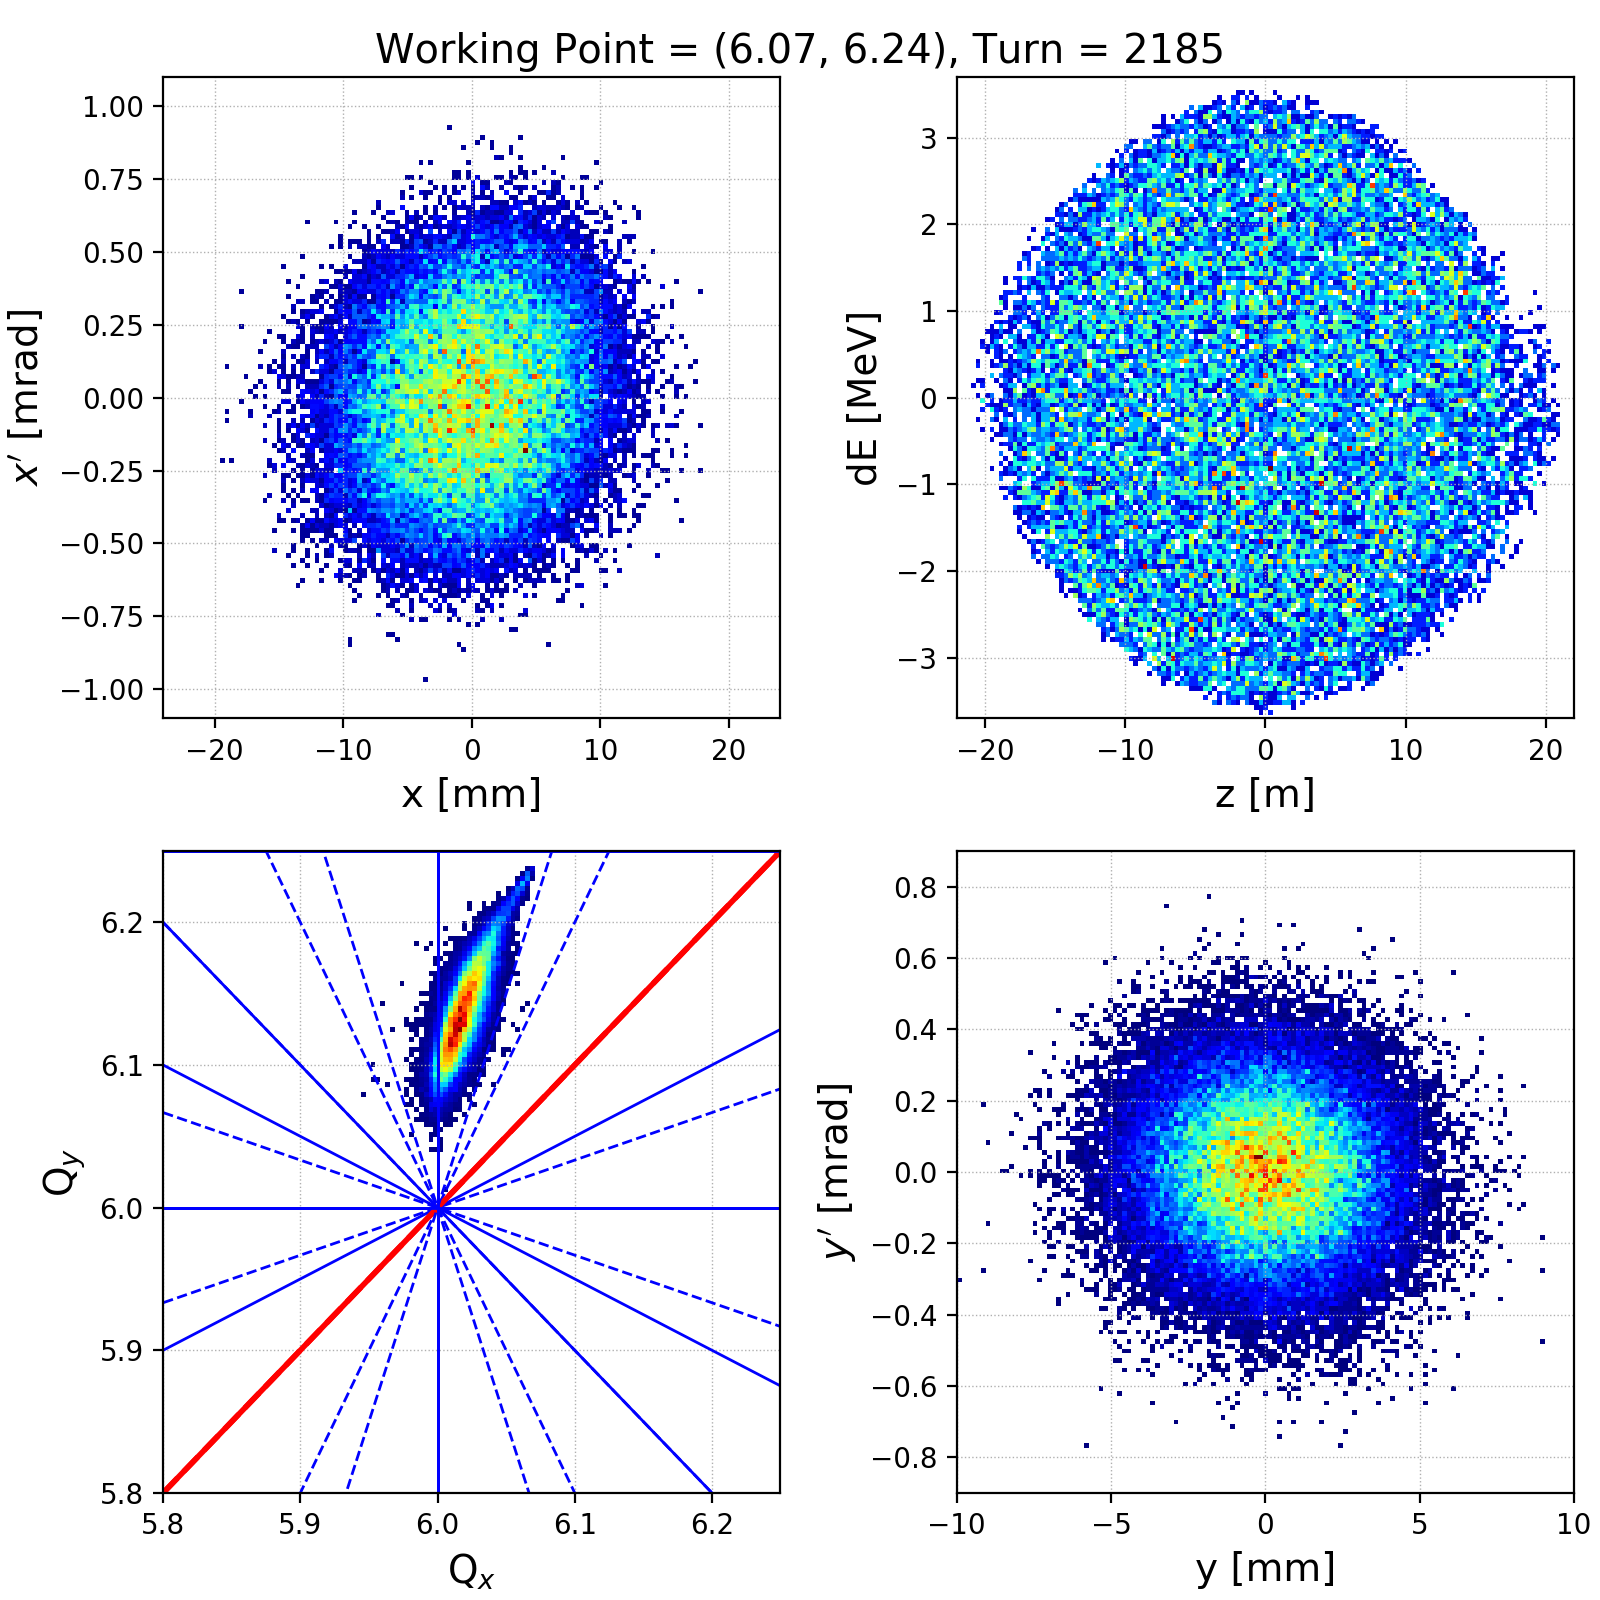 Working Point = (6.07, 6.24), Turn = 2185
1.00
0.75
0.50
0.25
0.00
−0.25
−0.50
−0.75
−1.00
x′ [mrad]
−20 −10 0 10 20
x [mm]
3
2
1
0
−1
−2
−3
dE [MeV]
−20 −10 0 10 20
z [m]
6.2
6.1
6.0
5.9
5.8
Qy
5.8 5.9 6.0 6.1 6.2
Qx
0.8
0.6
0.4
0.2
0.0
−0.2
−0.4
−0.6
−0.8
y′ [mrad]
−10 −5 0 5 10
y [mm]